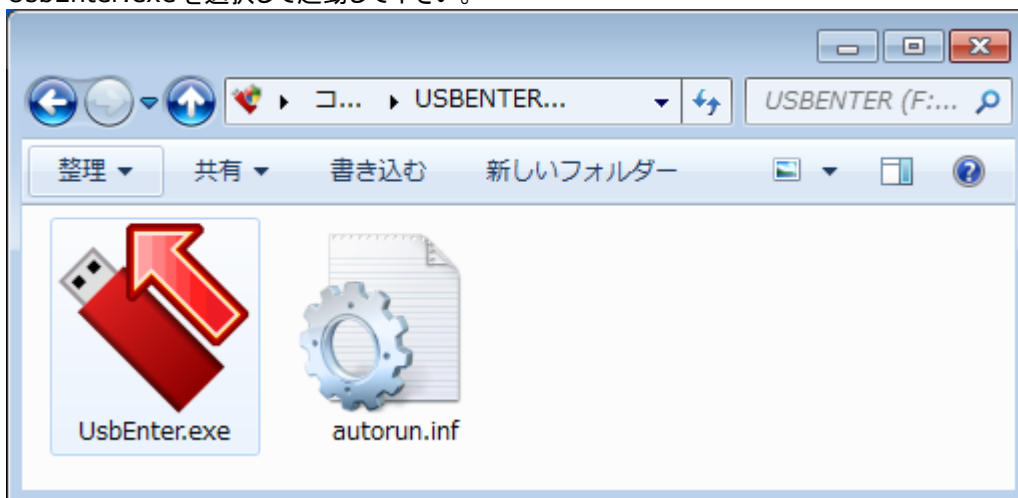 UsbEnter.exeを選択して起動して下さい。
コ... ▸ USBENTER... USBENTER (F:...
整理 ▼ 共有 ▼ 書き込む 新しいフォルダー
UsbEnter.exe autorun.inf